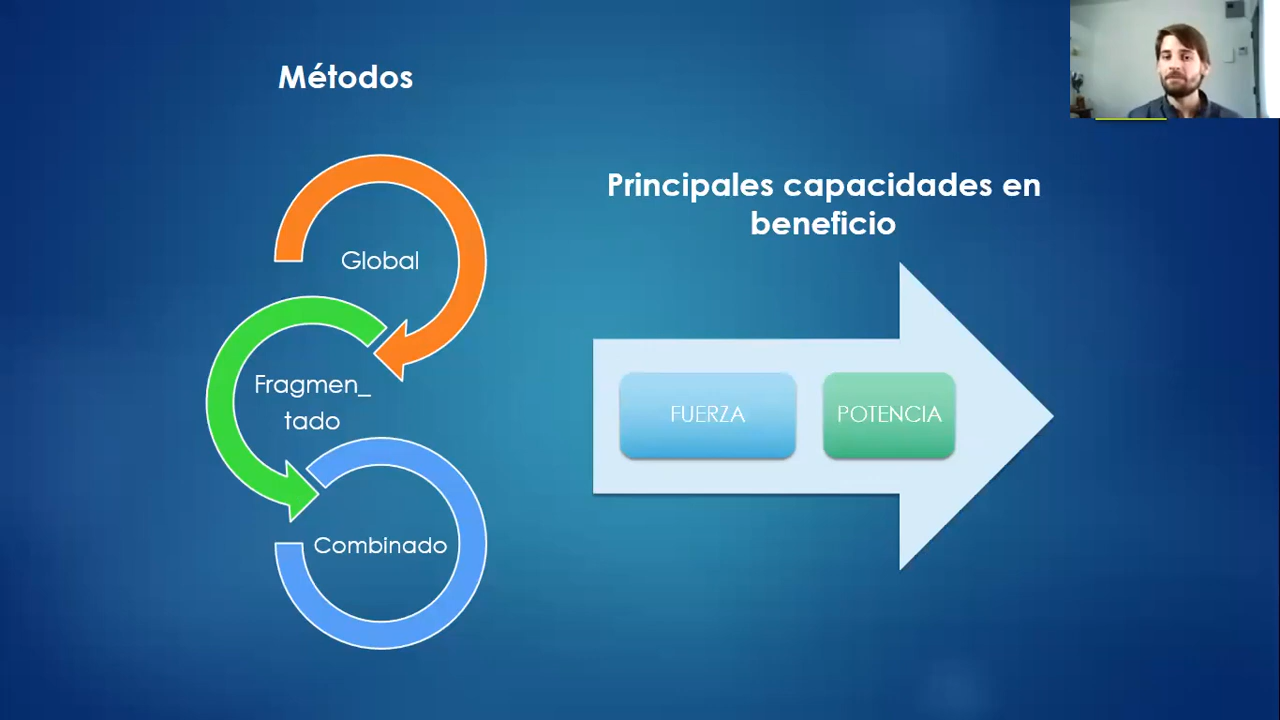 Métodos
Global
Fragmen_
tado
Combinado
Principales capacidades en
beneficio
FUERZA
POTENCIA